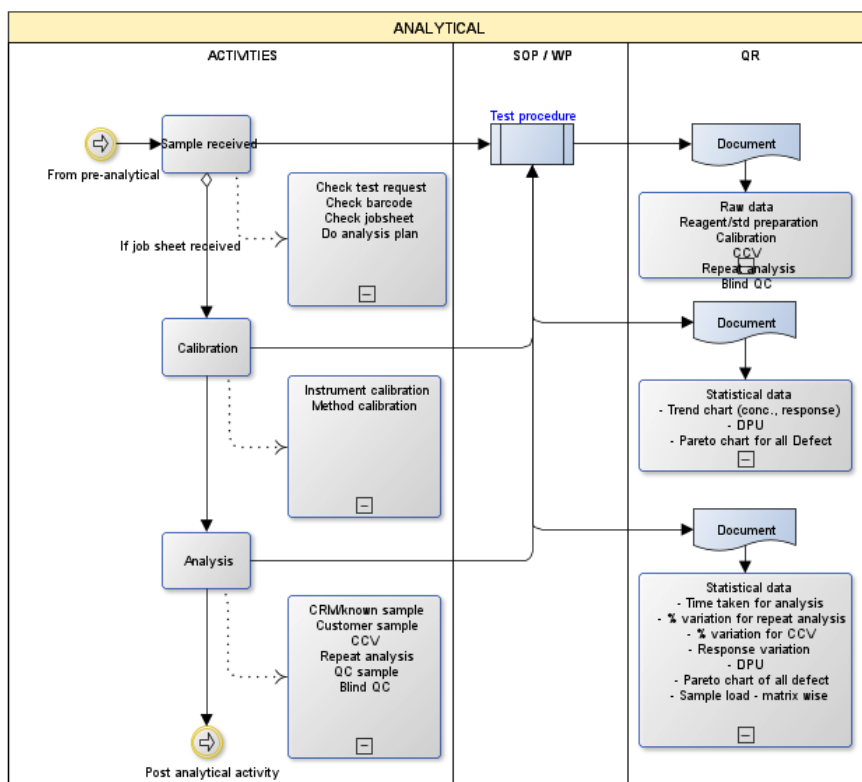 ANALYTICAL
ACTIVITIES
SOP / WP
QR
Test procedure
Sample received
Document
From pre-analytical
Check test request
Check barcode
Check jobsheet
Do analysis plan
Raw data
Reagent/std preparation
Calibration
CCV
Repeat analysis
Blind QC
If job sheet received
Calibration
Document
Instrument calibration
Method calibration
Statistical data
- Trend chart (conc., response)
- DPU
- Pareto chart for all Defect
Analysis
Document
CRM/known sample
Customer sample
CCV
Repeat analysis
QC sample
Blind QC
Statistical data
- Time taken for analysis
- % variation for repeat analysis
- % variation for CCV
- Response variation
- DPU
- Pareto chart of all defect
- Sample load - matrix wise
Post analytical activity